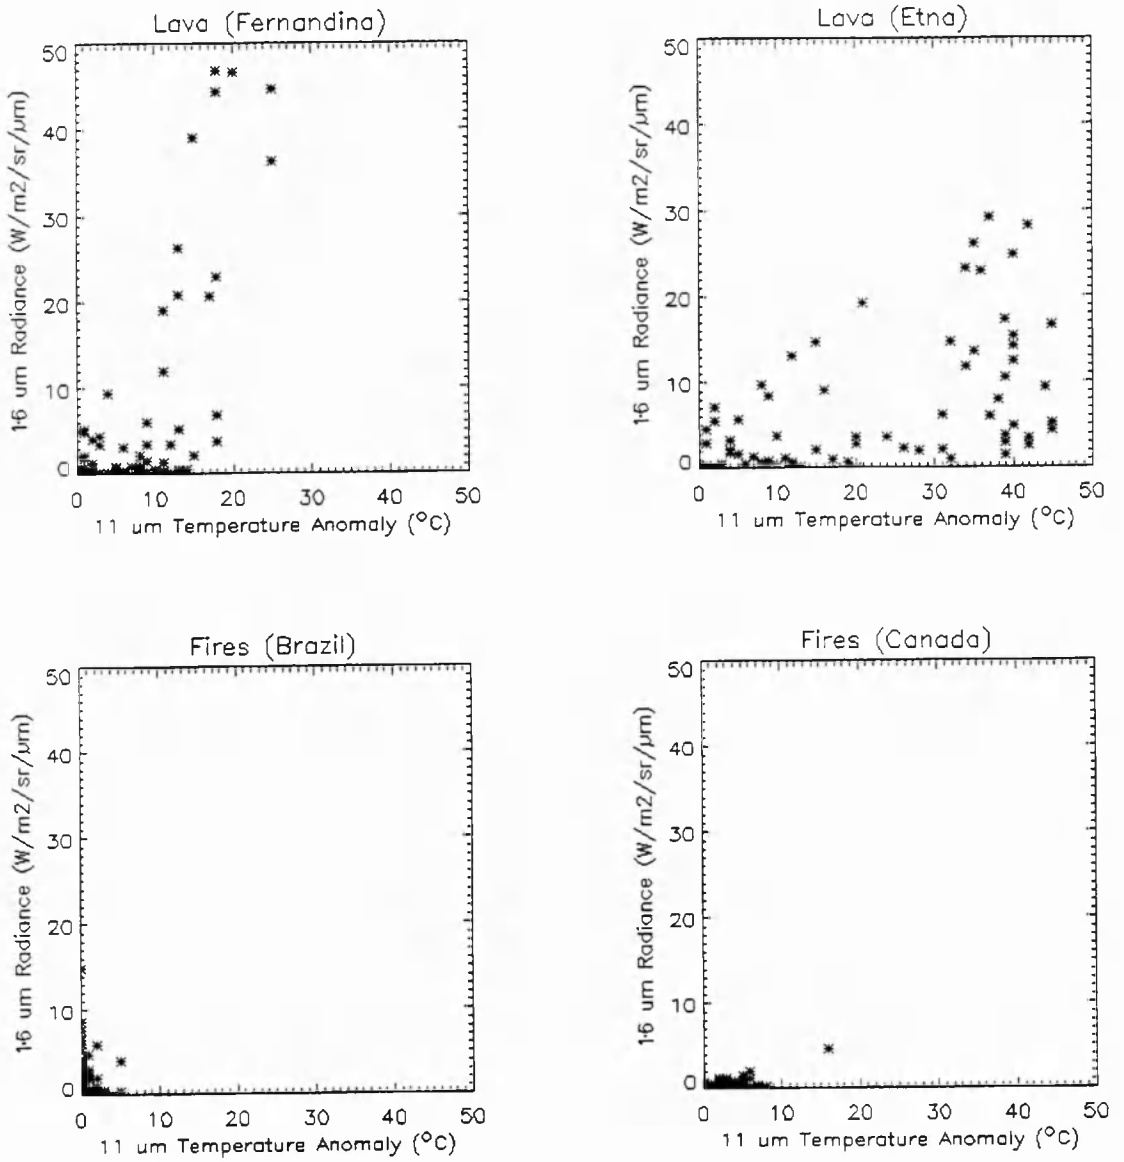 Lava (Fernandina)
50
40
30
20
10
0
1·6 um Radiance (W/m2/sr/μm)
0 10 20 30 40 50
11 um Temperature Anomaly (°C)
Lava (Etna)
50
40
30
20
10
0
1·6 um Radiance (W/m2/sr/μm)
0 10 20 30 40 50
11 um Temperature Anomaly (°C)
Fires (Brazil)
50
40
30
20
10
0
1·6 um Radiance (W/m2/sr/μm)
0 10 20 30 40 50
11 um Temperature Anomaly (°C)
Fires (Canada)
50
40
30
20
10
0
1·6 um Radiance (W/m2/sr/μm)
0 10 20 30 40 50
11 um Temperature Anomaly (°C)